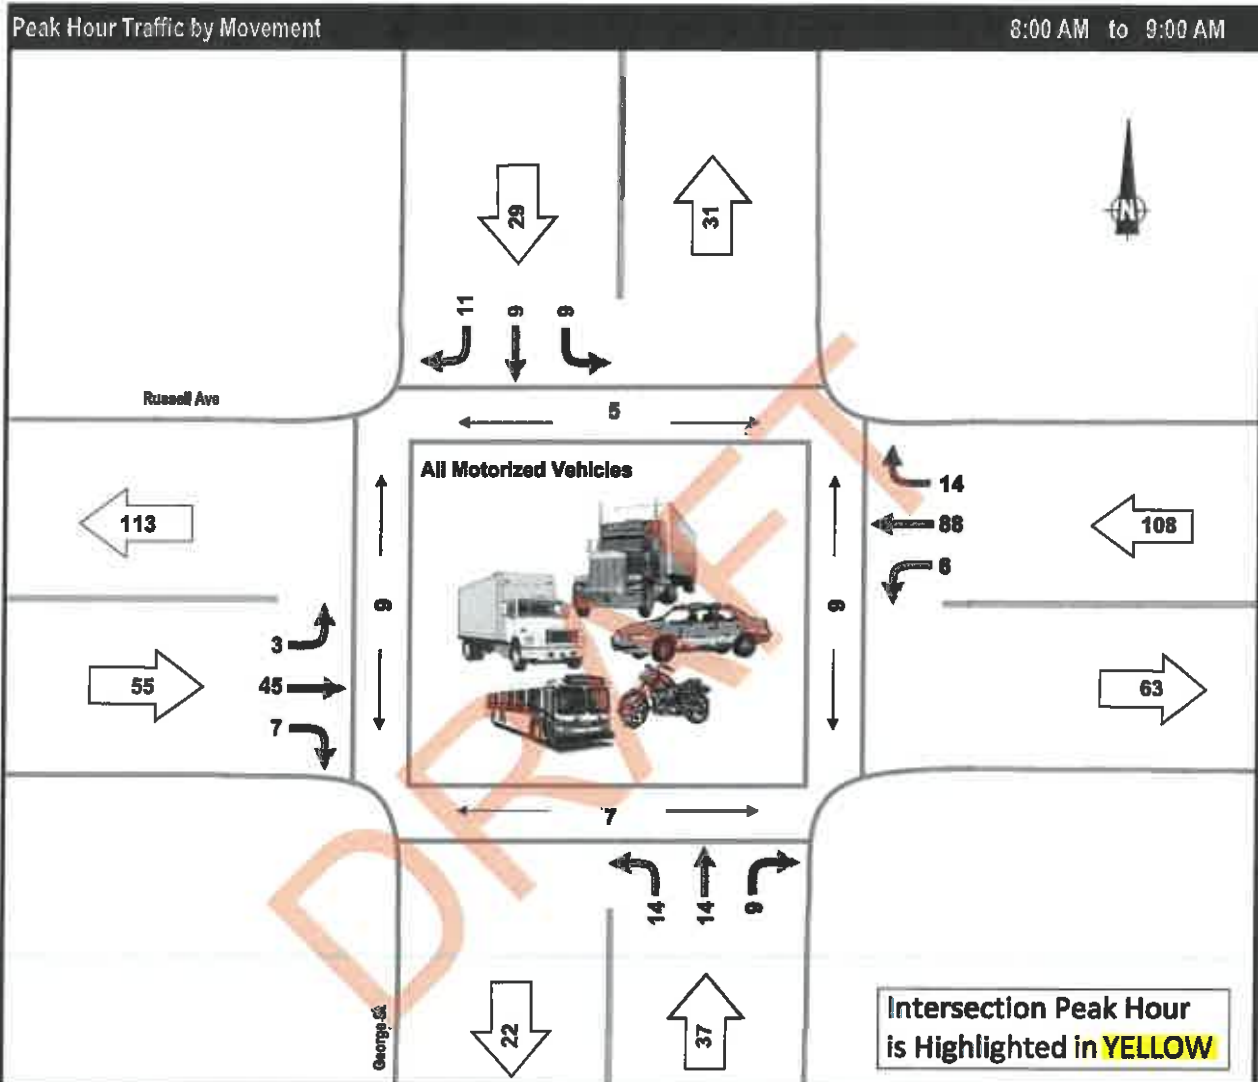 Peak Hour Traffic by Movement 8:00 AM to 9:00 AM
29
31
N
11 9 9
Russell Ave
5
All Motorized Vehicles
14
113
88
108
6
9
9
3
55
45
63
7
7
14 14 9
DRAFT
George St
22
37
Intersection Peak Hour
is Highlighted in YELLOW